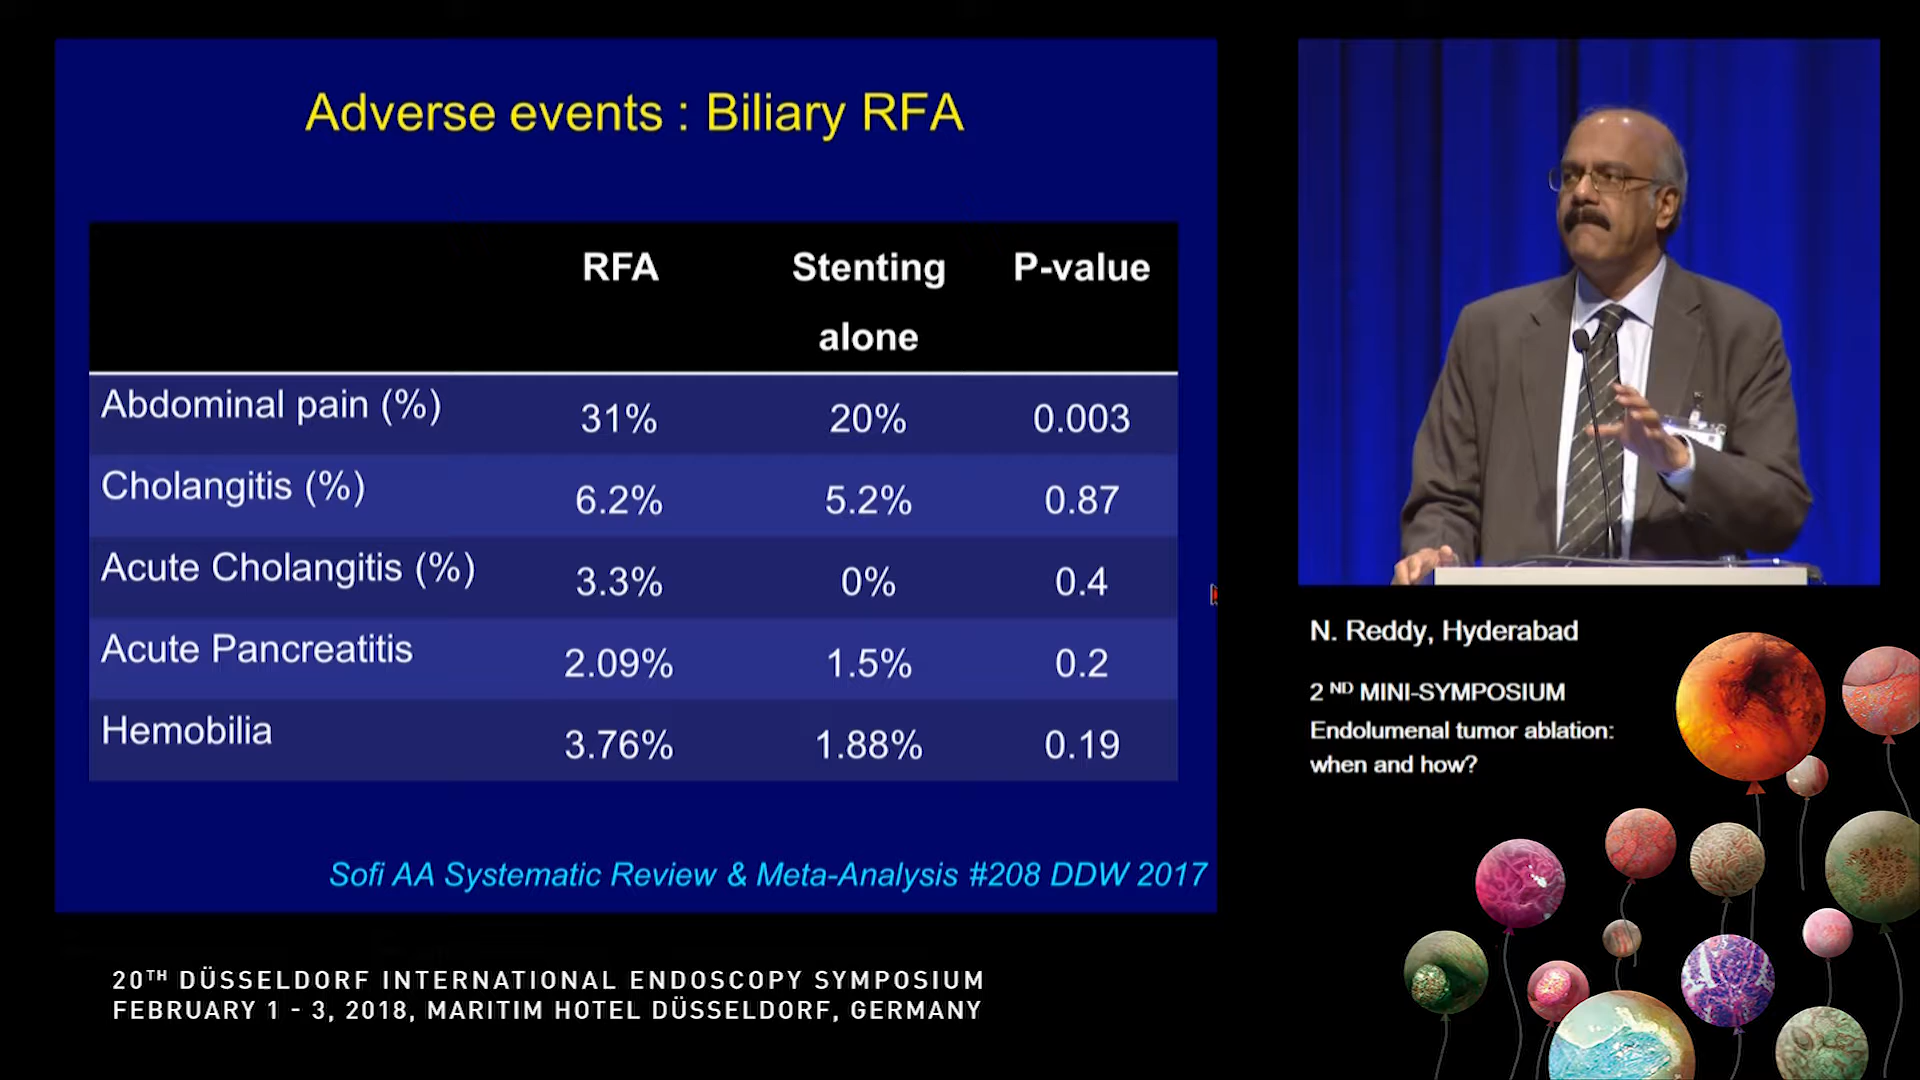 Adverse events : Biliary RFA
RFA Stenting alone P-value
Abdominal pain (%) 31% 20% 0.003
Cholangitis (%) 6.2% 5.2% 0.87
Acute Cholangitis (%) 3.3% 0% 0.4
Acute Pancreatitis 2.09% 1.5% 0.2
Hemobilia 3.76% 1.88% 0.19
Sofi AA Systematic Review & Meta-Analysis #208 DDW 2017
N. Reddy, Hyderabad
2 ND MINI-SYMPOSIUM
Endolumenal tumor ablation:
when and how?
20TH DÜSSELDORF INTERNATIONAL ENDOSCOPY SYMPOSIUM
FEBRUARY 1 - 3, 2018, MARITIM HOTEL DÜSSELDORF, GERMANY